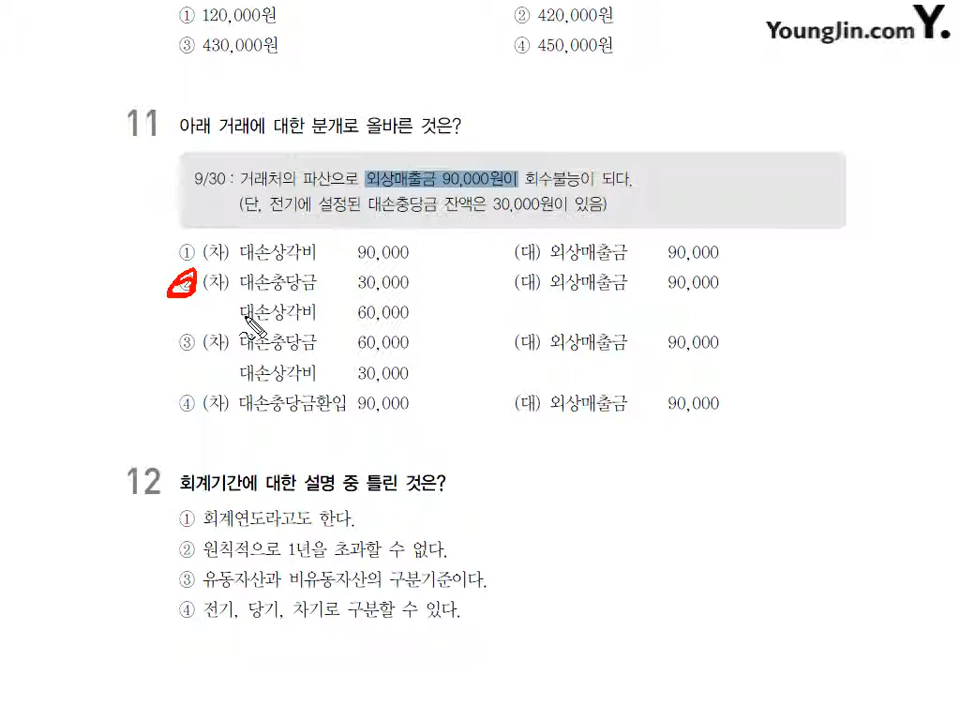 ① 120,000원 ② 420,000원
③ 430,000원 ④ 450,000원
YoungJin.com Y.
11 아래 거래에 대한 분개로 올바른 것은?
9/30 : 거래처의 파산으로 외상매출금 90,000원이 회수불능이 되다.
(단, 전기에 설정된 대손충당금 잔액은 30,000원이 있음)
① (차) 대손상각비 90,000 (대) 외상매출금 90,000
② (차) 대손충당금 30,000 (대) 외상매출금 90,000
대손상각비 60,000
③ (차) 대손충당금 60,000 (대) 외상매출금 90,000
대손상각비 30,000
④ (차) 대손충당금환입 90,000 (대) 외상매출금 90,000
12 회계기간에 대한 설명 중 틀린 것은?
① 회계연도라고도 한다.
② 원칙적으로 1년을 초과할 수 없다.
③ 유동자산과 비유동자산의 구분기준이다.
④ 전기, 당기, 차기로 구분할 수 있다.